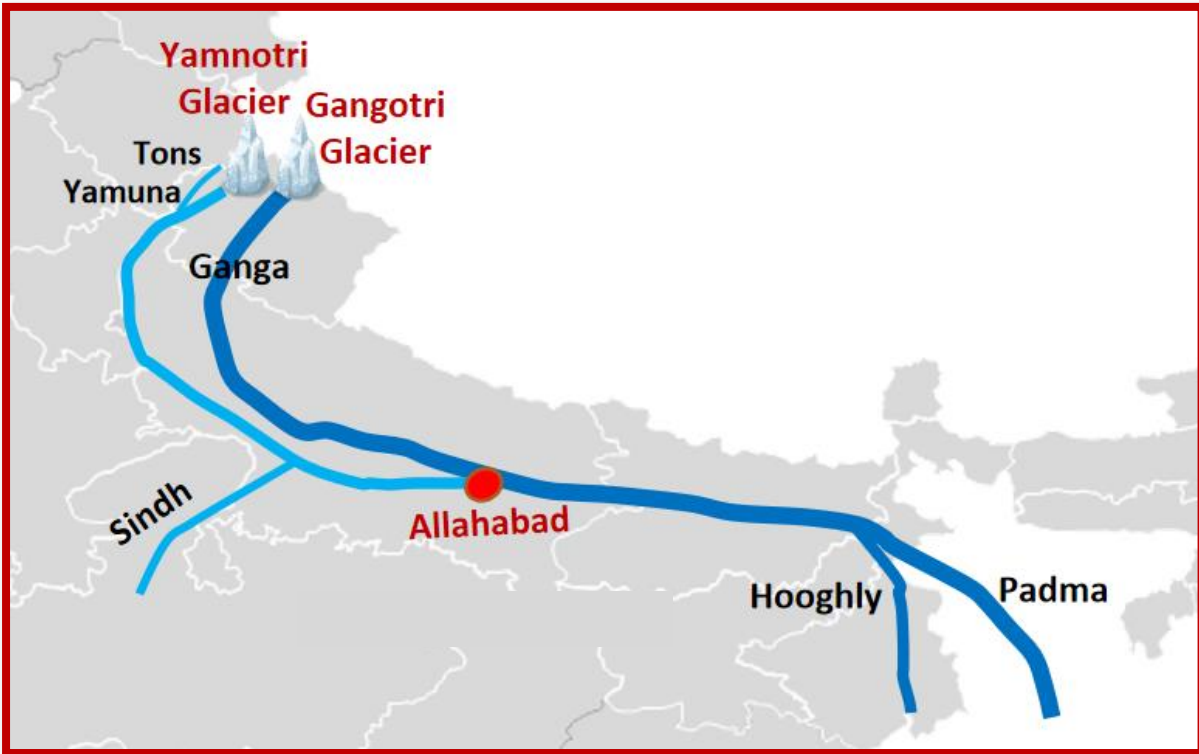 Yamnotri
Glacier
Gangotri
Glacier
Tons
Yamuna
Ganga
Sindh
Allahabad
Hooghly
Padma